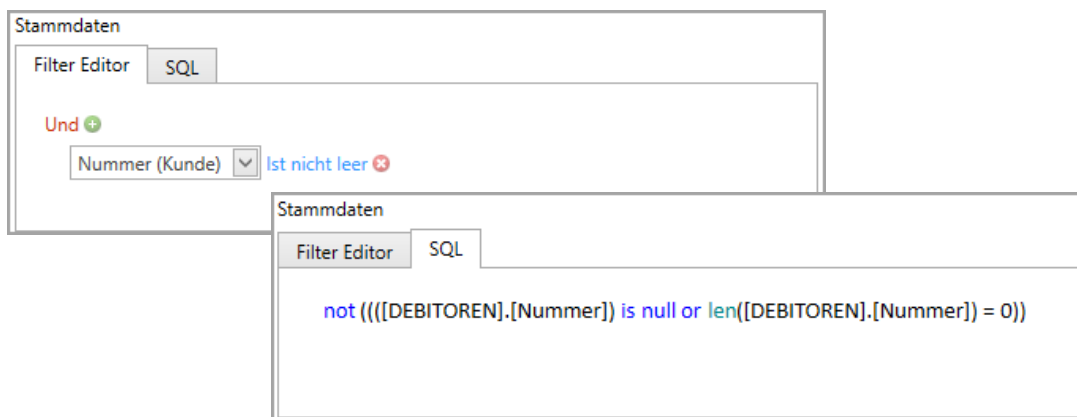 Stammdaten
Filter Editor SQL
Und
Nummer (Kunde) Ist nicht leer
Stammdaten
Filter Editor SQL
not ((([DEBITOREN].[Nummer]) is null or len([DEBITOREN].[Nummer]) = 0))